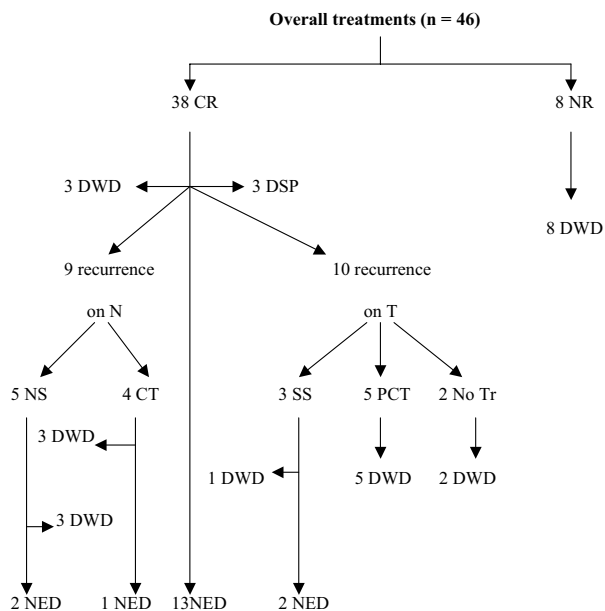 Overall treatments (n = 46)
38 CR
8 NR
3 DWD
3 DSP
8 DWD
9 recurrence
10 recurrence
on N
on T
5 NS
4 CT
3 SS
5 PCT
2 No Tr
3 DWD
1 DWD
5 DWD
2 DWD
3 DWD
2 NED
1 NED
13NED
2 NED